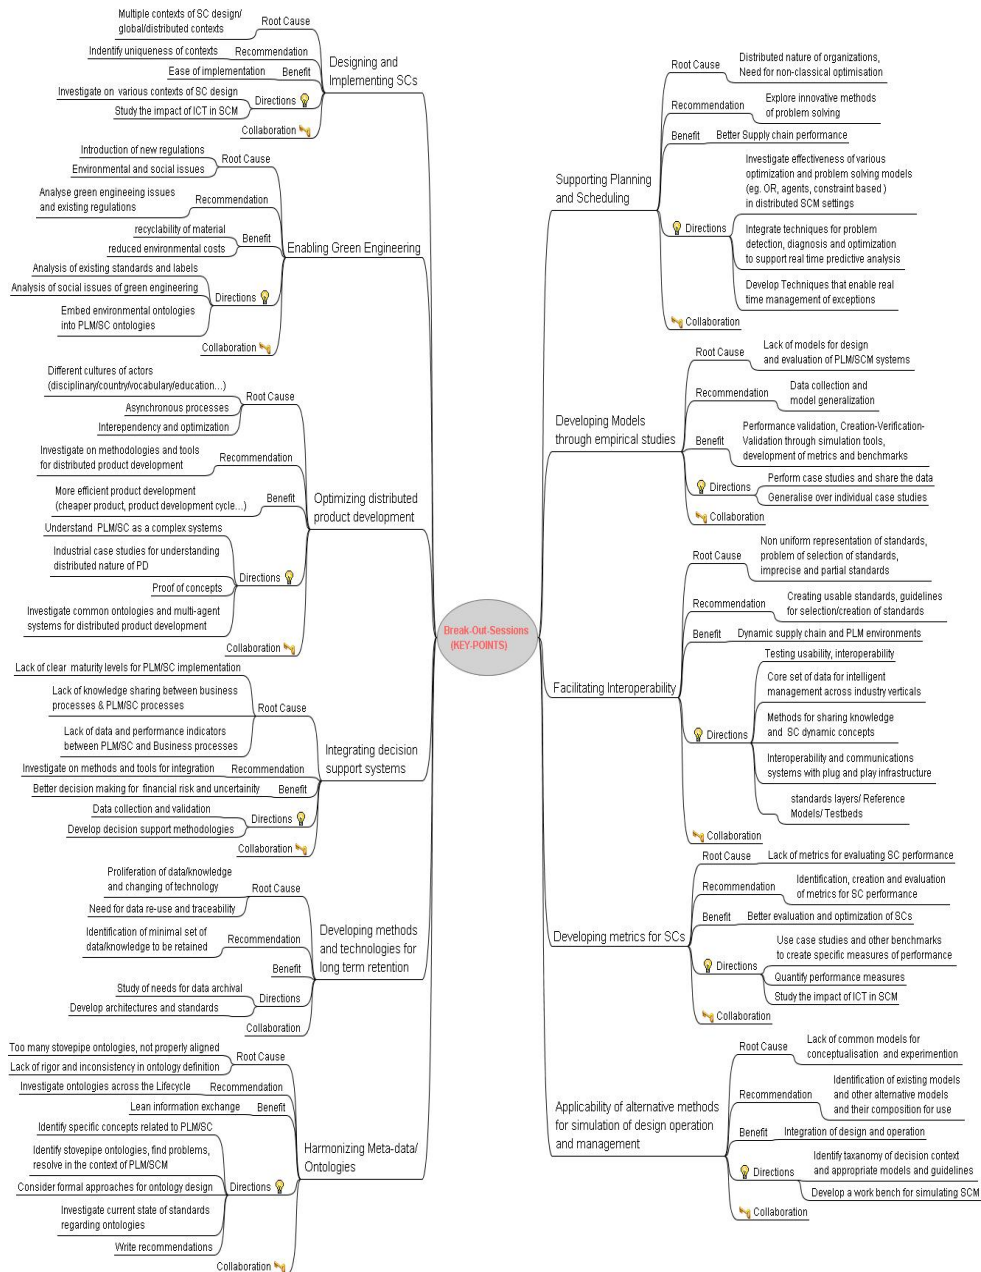 Break-Out-Sessions
(KEY-POINTS)
Designing and
Implementing SCs
Root Cause
Multiple contexts of SC design/
global/distributed contexts
Recommendation
Indentify uniqueness of contexts
Benefit
Ease of implementation
Directions
Investigate on various contexts of SC design
Study the impact of ICT in SCM
Collaboration
Enabling Green Engineering
Root Cause
Introduction of new regulations
Environmental and social issues
Recommendation
Analyse green engineeing issues
and existing regulations
Benefit
recyclability of material
reduced environmental costs
Directions
Analysis of existing standards and labels
Analysis of social issues of green engineering
Embed environmental ontologies
into PLM/SC ontologies
Collaboration
Optimizing distributed
product development
Root Cause
Different cultures of actors
(disciplinary/country/vocabulary/education...)
Asynchronous processes
Interependency and optimization
Recommendation
Investigate on methodologies and tools
for distributed product development
Benefit
More efficient product development
(cheaper product, product development cycle...)
Directions
Understand PLM/SC as a complex systems
Industrial case studies for understanding
distributed nature of PD
Proof of concepts
Investigate common ontologies and multi-agent
systems for distributed product development
Collaboration
Integrating decision
support systems
Root Cause
Lack of clear maturity levels for PLM/SC implementation
Lack of knowledge sharing between business
processes & PLM/SC processes
Lack of data and performance indicators
between PLM/SC and Business processes
Recommendation
Investigate on methods and tools for integration
Benefit
Better decision making for financial risk and uncertainity
Directions
Data collection and validation
Develop decision support methodologies
Collaboration
Developing methods
and technologies for
long term retention
Root Cause
Proliferation of data/knowledge
and changing of technology
Need for data re-use and traceability
Recommendation
Identification of minimal set of
data/knowledge to be retained
Benefit
Directions
Study of needs for data archival
Develop architectures and standards
Collaboration
Harmonizing Meta-data/
Ontologies
Root Cause
Too many stovepipe ontologies, not properly aligned
Lack of rigor and inconsistency in ontology definition
Recommendation
Investigate ontologies across the Lifecycle
Benefit
Lean information exchange
Directions
Identify specific concepts related to PLM/SC
Identify stovepipe ontologies, find problems,
resolve in the context of PLM/SCM
Consider formal approaches for ontology design
Investigate current state of standards
regarding ontologies
Write recommendations
Collaboration
Supporting Planning
and Scheduling
Root Cause
Distributed nature of organizations,
Need for non-classical optimisation
Recommendation
Explore innovative methods
of problem solving
Benefit
Better Supply chain performance
Directions
Investigate effectiveness of various
optimization and problem solving models
(eg. OR, agents, constraint based )
in distributed SCM settings
Integrate techniques for problem
detection, diagnosis and optimization
to support real time predictive analysis
Develop Techniques that enable real
time management of exceptions
Collaboration
Developing Models
through empirical studies
Root Cause
Lack of models for design
and evaluation of PLM/SCM systems
Recommendation
Data collection and
model generalization
Benefit
Performance validation, Creation-Verification-
Validation through simulation tools,
development of metrics and benchmarks
Directions
Perform case studies and share the data
Generalise over individual case studies
Collaboration
Facilitating Interoperability
Root Cause
Non uniform representation of standards,
problem of selection of standards,
imprecise and partial standards
Recommendation
Creating usable standards, guidelines
for selection/creation of standards
Benefit
Dynamic supply chain and PLM environments
Directions
Testing usability, interoperability
Core set of data for intelligent
management across industry verticals
Methods for sharing knowledge
and SC dynamic concepts
Interoperability and communications
systems with plug and play infrastructure
standards layers/ Reference
Models/ Testbeds
Collaboration
Developing metrics for SCs
Root Cause
Lack of metrics for evaluating SC performance
Recommendation
Identification, creation and evaluation
of metrics for SC performance
Benefit
Better evaluation and optimization of SCs
Directions
Use case studies and other benchmarks
to create specific measures of performance
Quantify performance measures
Study the impact of ICT in SCM
Collaboration
Applicability of alternative methods
for simulation of design operation
and management
Root Cause
Lack of common models for
conceptualisation and experimention
Recommendation
Identification of existing models
and other alternative models
and their composition for use
Benefit
Integration of design and operation
Directions
Identify taxanomy of decision context
and appropriate models and guidelines
Develop a work bench for simulating SCM
Collaboration